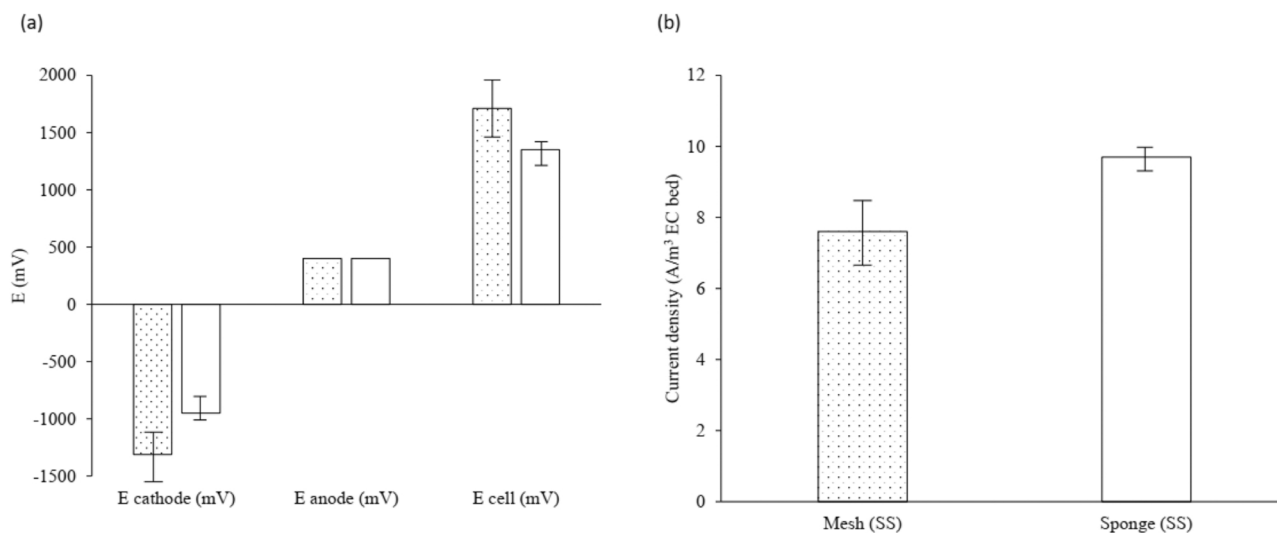 (a)
2000
1500
1000
500
0
-500
-1000
-1500
E (mV)
E cathode (mV)
E anode (mV)
E cell (mV)
(b)
12
10
8
6
4
2
0
Current density (A/m³ EC bed)
Mesh (SS)
Sponge (SS)